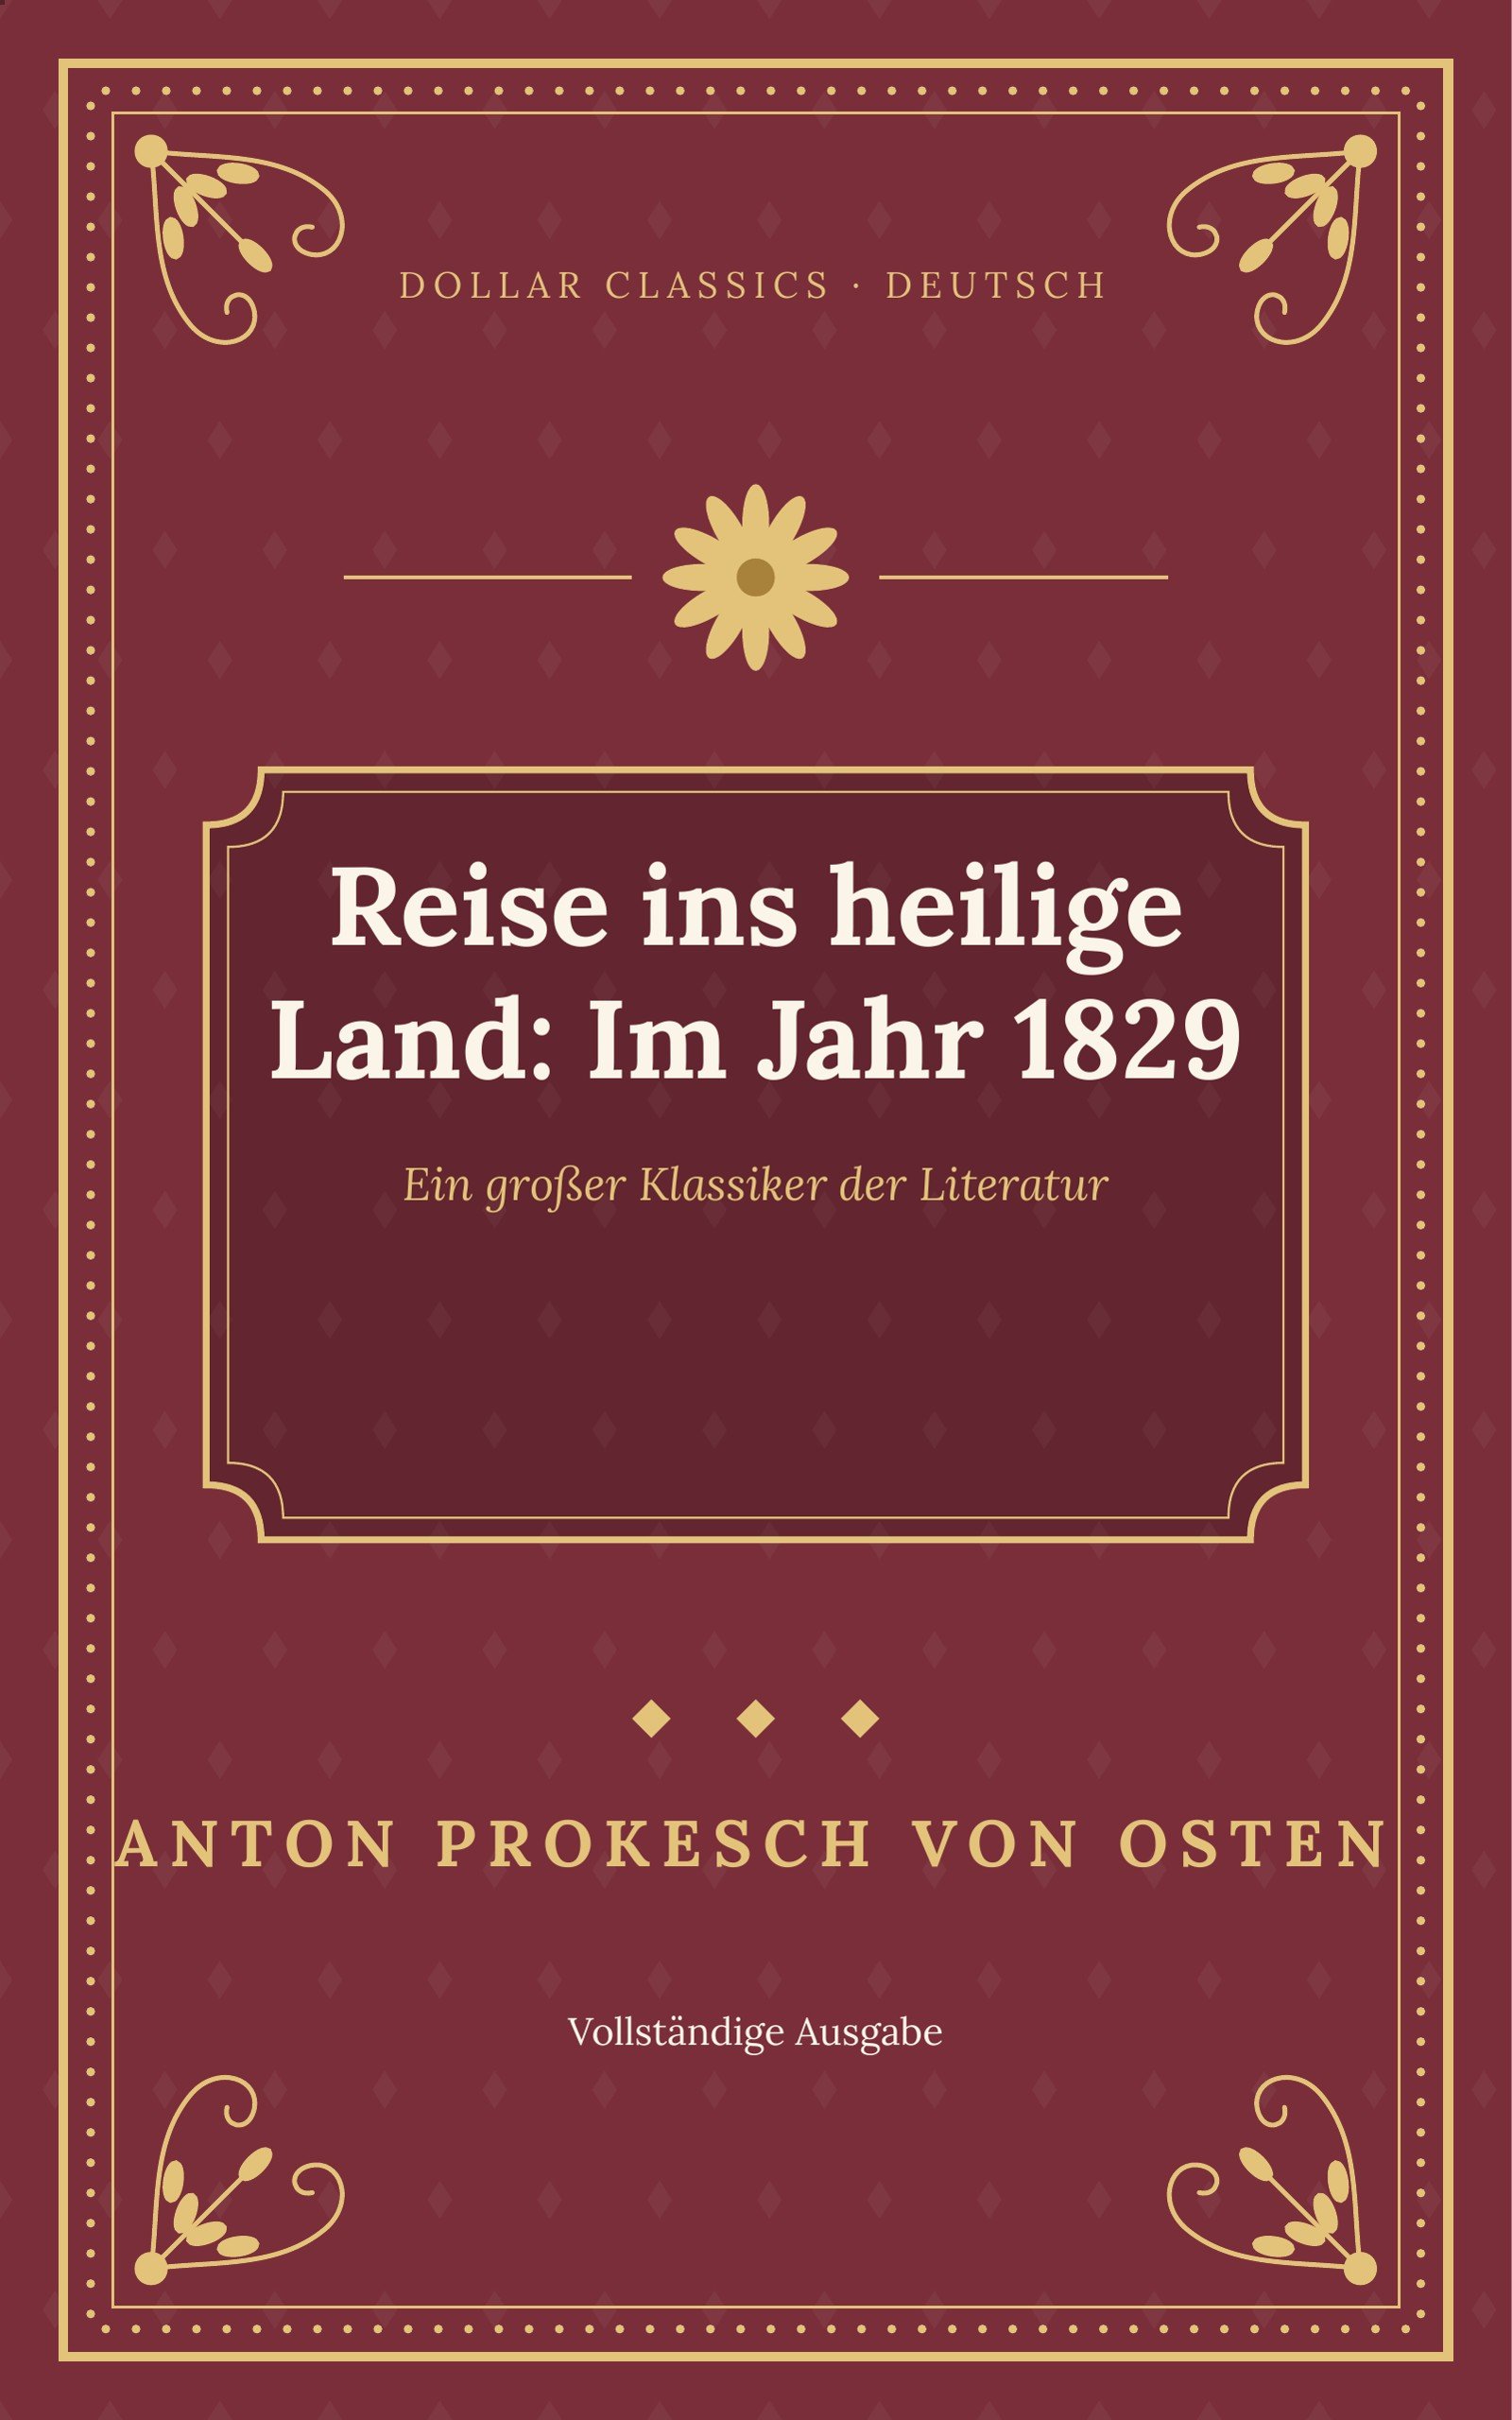 DOLLAR CLASSICS · DEUTSCH
Reise ins heilige
Land: Im Jahr 1829
Ein großer Klassiker der Literatur
ANTON PROKESCH VON OSTEN
Vollständige Ausgabe